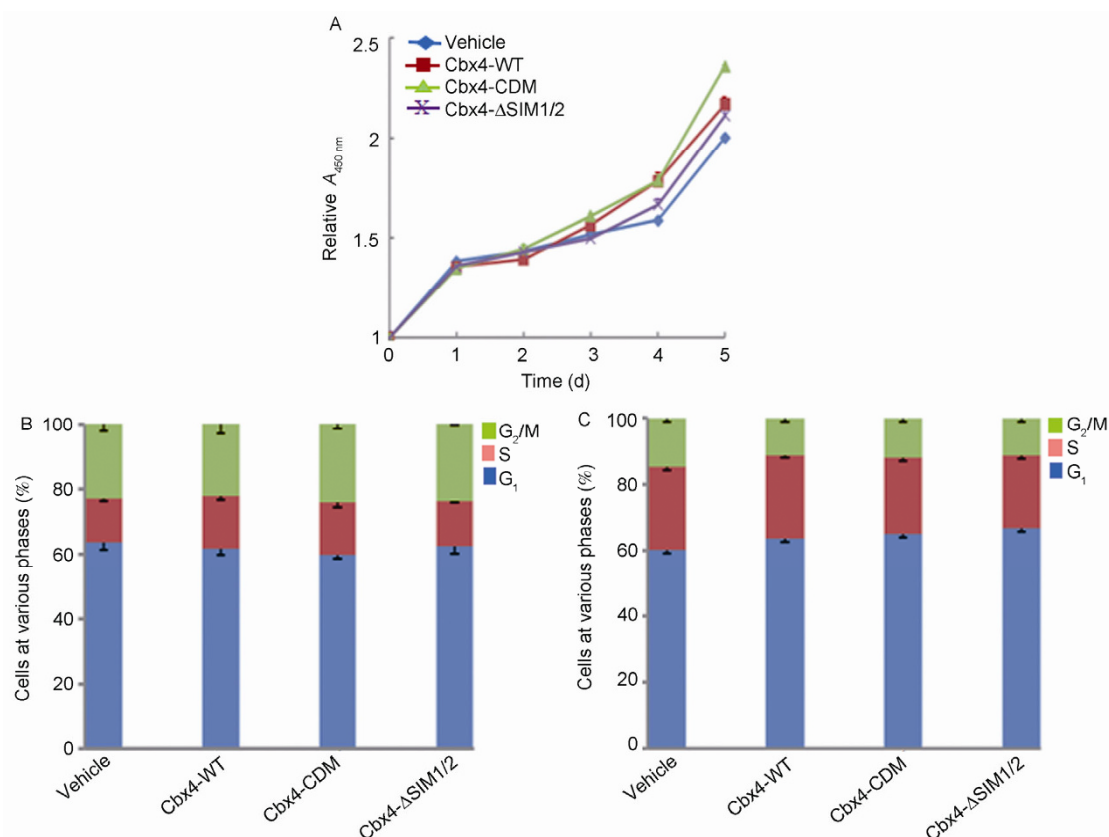 A
2.5
2
1.5
1
Relative A450 nm
Vehicle
Cbx4-WT
Cbx4-CDM
Cbx4-ΔSIM1/2
0 1 2 3 4 5
Time (d)
B
100
80
60
40
20
0
Cells at various phases (%)
G2/M
S
G1
Vehicle
Cbx4-WT
Cbx4-CDM
Cbx4-ΔSIM1/2
C
100
80
60
40
20
0
Cells at various phases (%)
G2/M
S
G1
Vehicle
Cbx4-WT
Cbx4-CDM
Cbx4-ΔSIM1/2